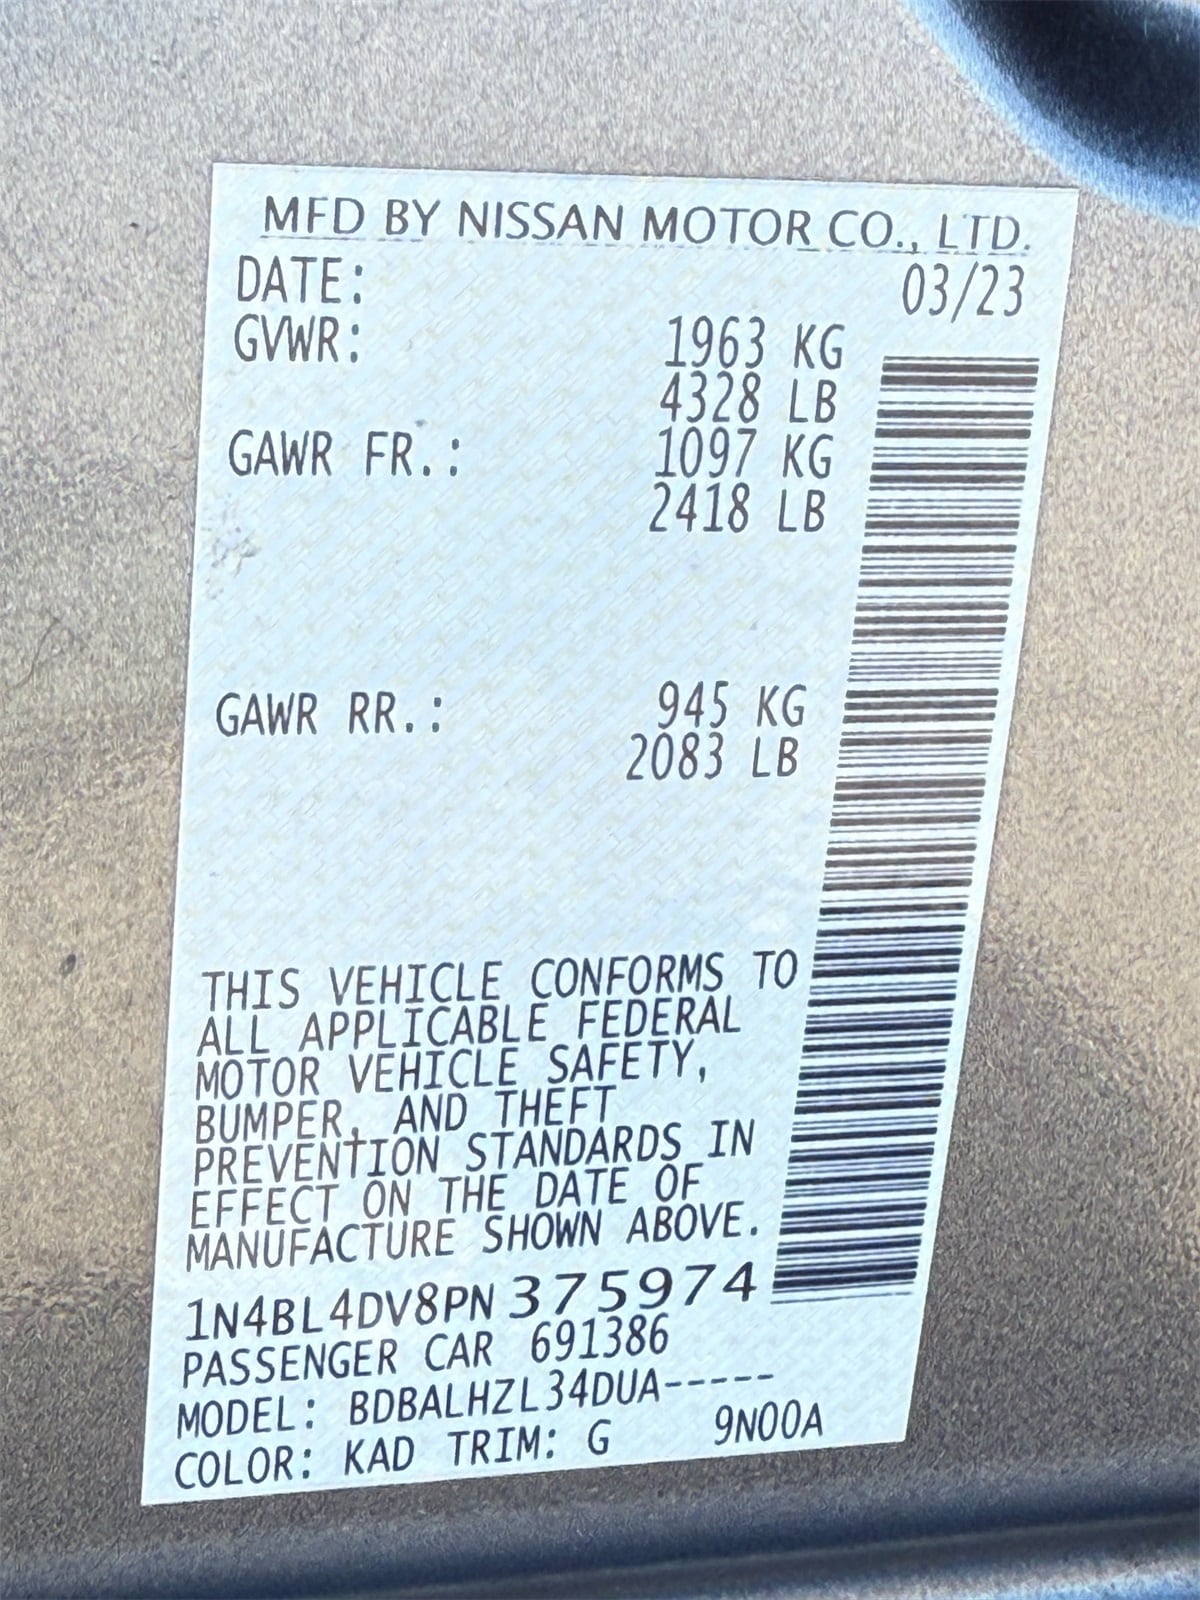 MFD BY NISSAN MOTOR CO., LTD.
DATE: 03/23
GVWR: 1963 KG
4328 LB
GAWR FR.: 1097 KG
2418 LB
GAWR RR.: 945 KG
2083 LB
THIS VEHICLE CONFORMS TO
ALL APPLICABLE FEDERAL
MOTOR VEHICLE SAFETY,
BUMPER, AND THEFT
PREVENTION STANDARDS IN
EFFECT ON THE DATE OF
MANUFACTURE SHOWN ABOVE.
1N4BL4DV8PN375974
PASSENGER CAR 691386
MODEL: BDBALHZL34DUA-----
COLOR: KAD TRIM: G 9N00A